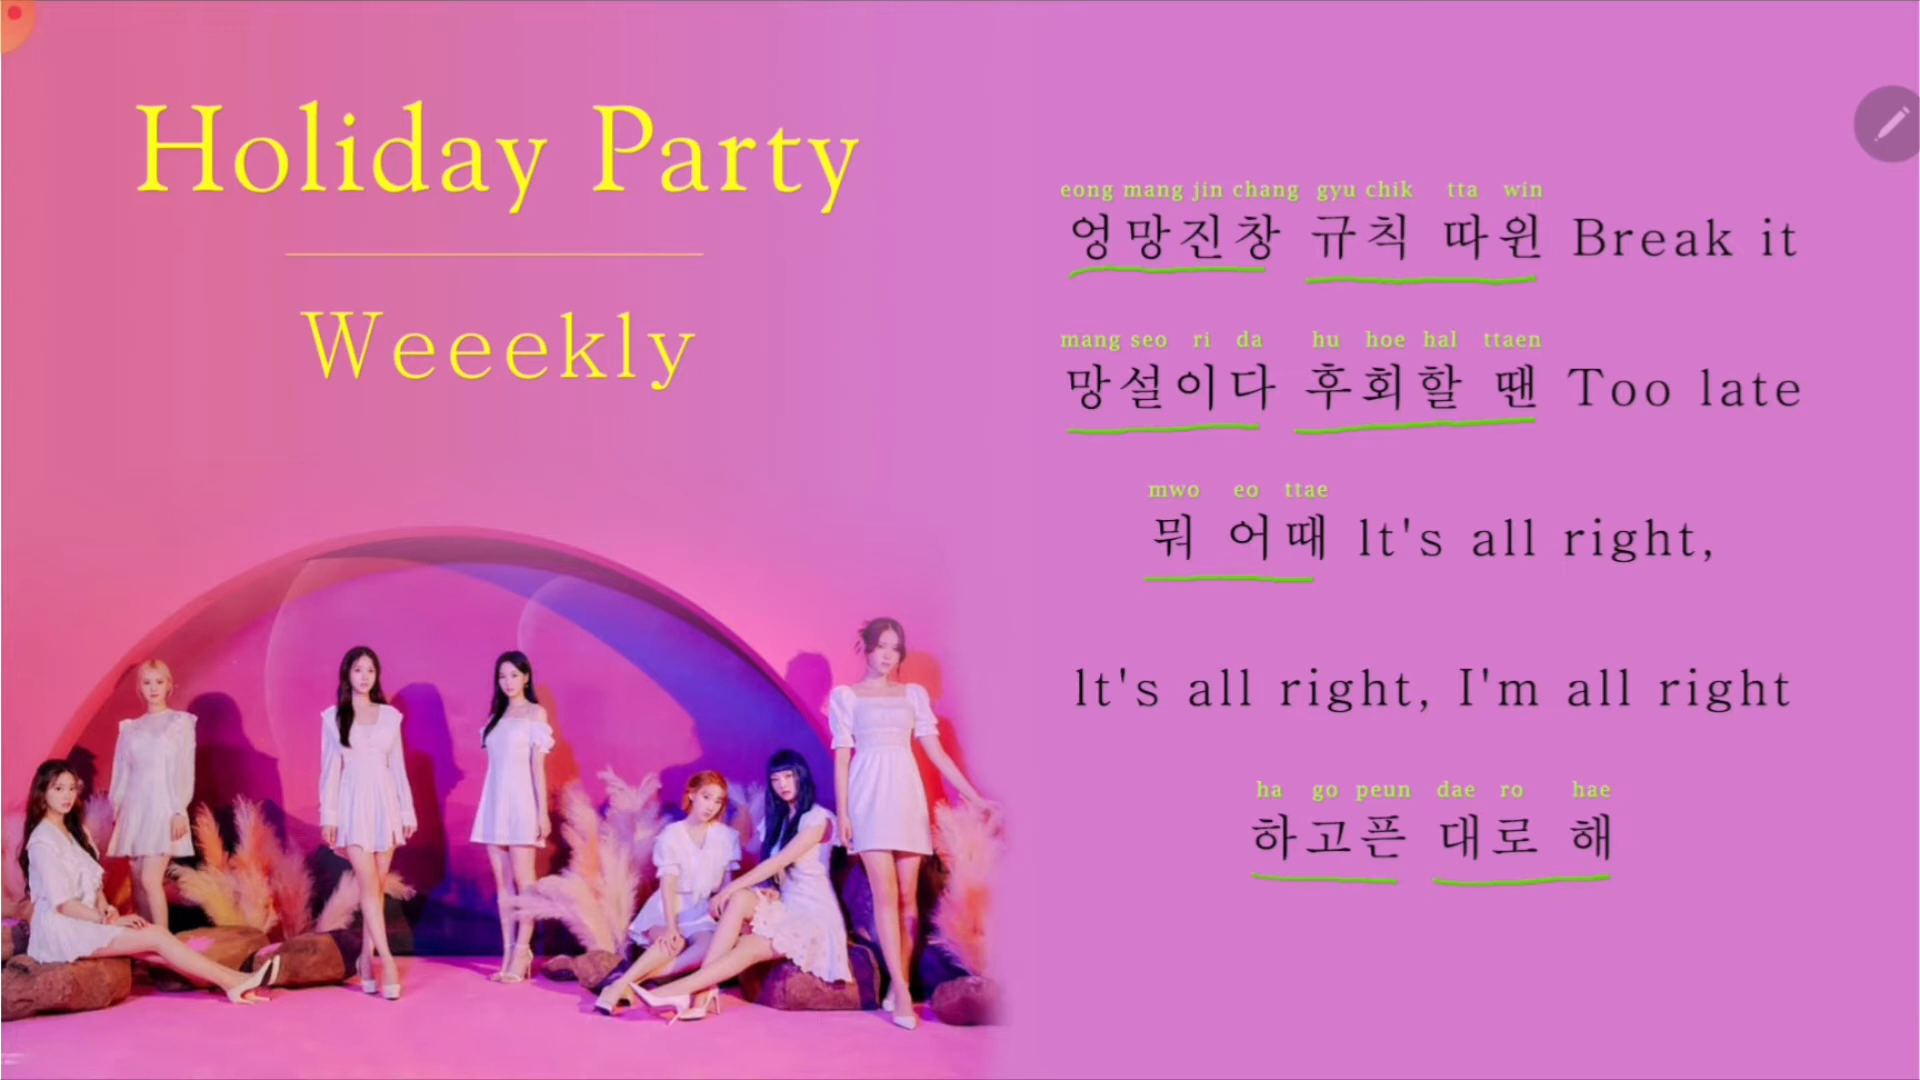 Holiday Party
Weeekly
eong mang jin chang gyu chik tta win
엉망진창 규칙 따윈 Break it
mang seo ri da hu hoe hal ttaen
망설이다 후회할 땐 Too late
mwo eo ttae
뭐 어때 It's all right,
It's all right, I'm all right
ha go peun dae ro hae
하고픈 대로 해